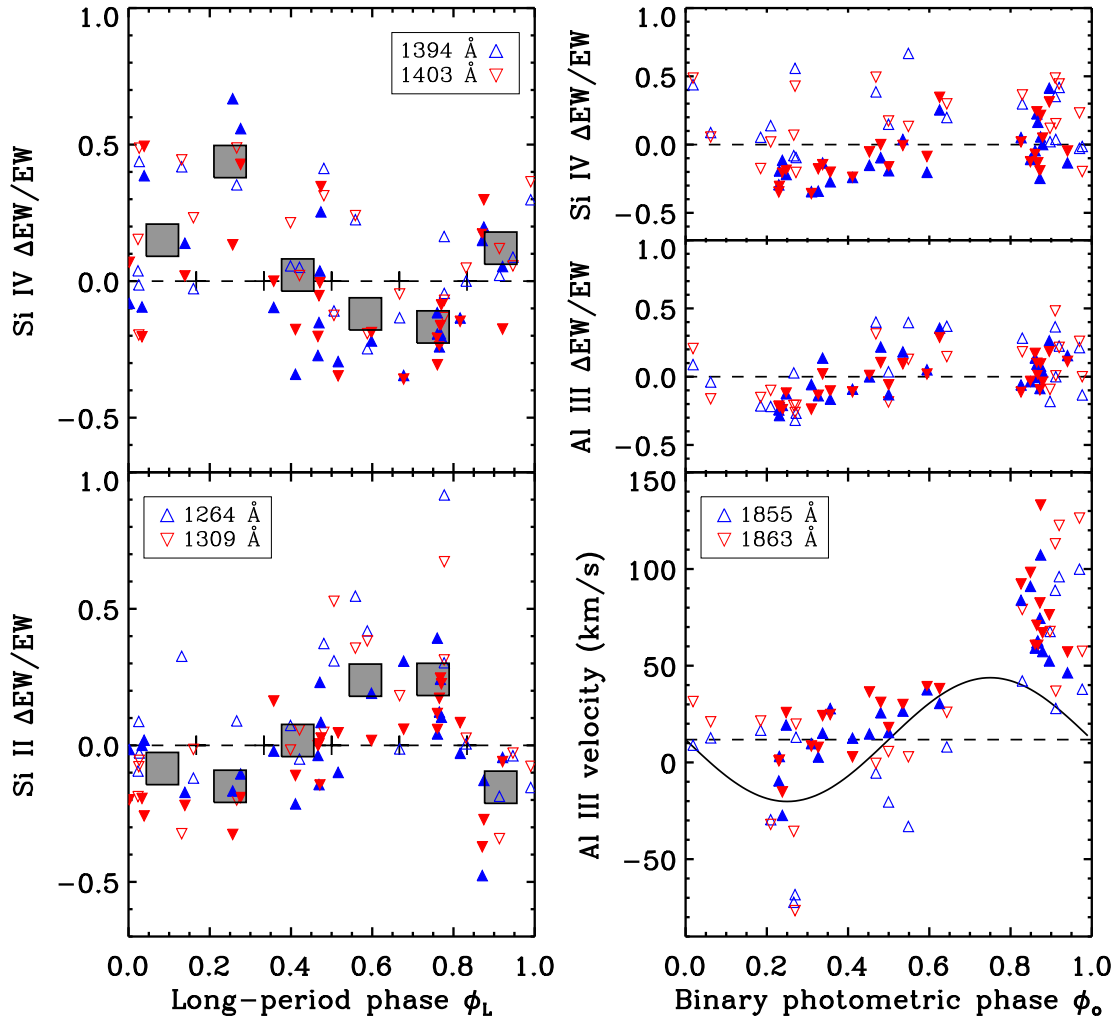 Si IV ΔEW/EW
1.0
0.5
0.0
−0.5
1394 Å
1403 Å
Si II ΔEW/EW
1.0
0.5
0.0
−0.5
1264 Å
1309 Å
0.0 0.2 0.4 0.6 0.8 1.0
Long−period phase ϕL
Si IV ΔEW/EW
1.0
0.5
0.0
−0.5
Al III ΔEW/EW
1.0
0.5
0.0
−0.5
Al III velocity (km/s)
150
100
50
0
−50
1855 Å
1863 Å
0.0 0.2 0.4 0.6 0.8 1.0
Binary photometric phase ϕo